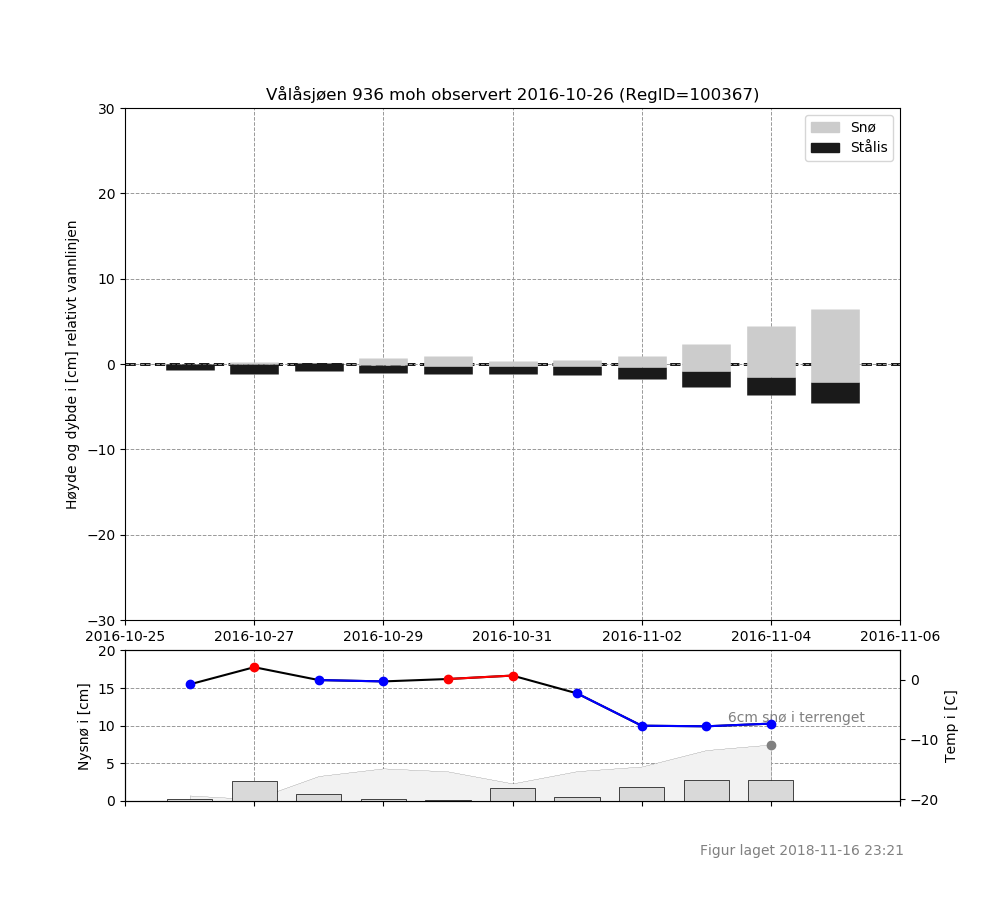 Vålåsjøen 936 moh observert 2016-10-26 (RegID=100367)
Snø
Stålis
Høyde og dybde i [cm] relativt vannlinjen
30
20
10
0
−10
−20
−30
2016-10-25 2016-10-27 2016-10-29 2016-10-31 2016-11-02 2016-11-04 2016-11-06
Nysnø i [cm]
20
15
10
5
0
6cm snø i terrenget
0
−10
−20
Temp i [C]
Figur laget 2018-11-16 23:21